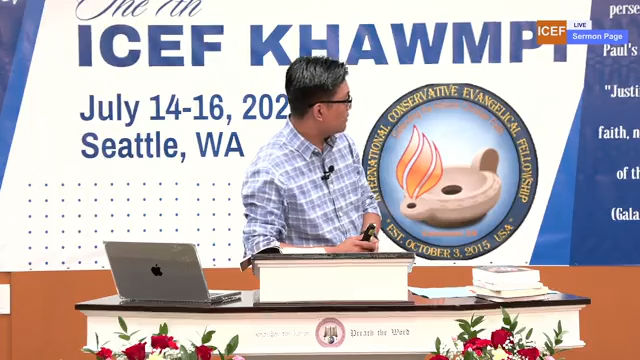 The 7th
ICEF KHAWMPI
July 14-16, 202
Seattle, WA
INTERNATIONAL CONSERVATIVE EVANGELICAL FELLOWSHIP
EST. OCTOBER 3, 2015 USA
ICEF
LIVE
Sermon Page
perse
Paul's
"Justi
faith, n
of th
(Gala
Preach the Word